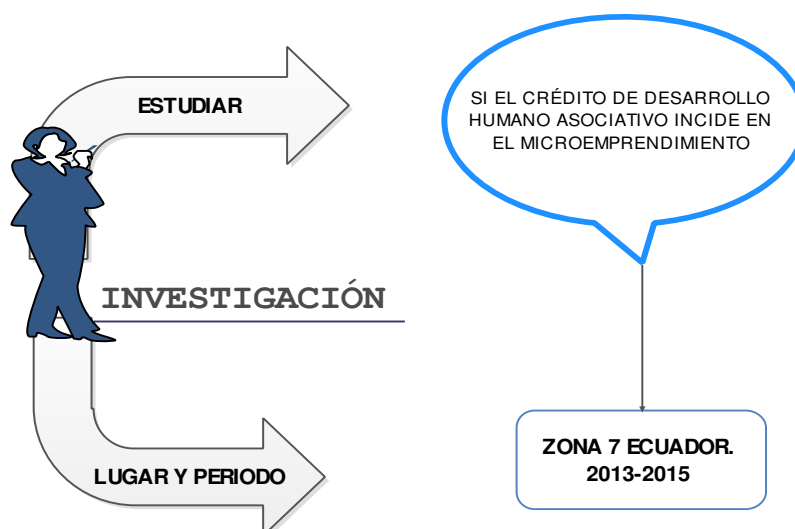 ESTUDIAR
SI EL CRÉDITO DE DESARROLLO
HUMANO ASOCIATIVO INCIDE EN
EL MICROEMPRENDIMIENTO
INVESTIGACIÓN
LUGAR Y PERIODO
ZONA 7 ECUADOR.
2013-2015